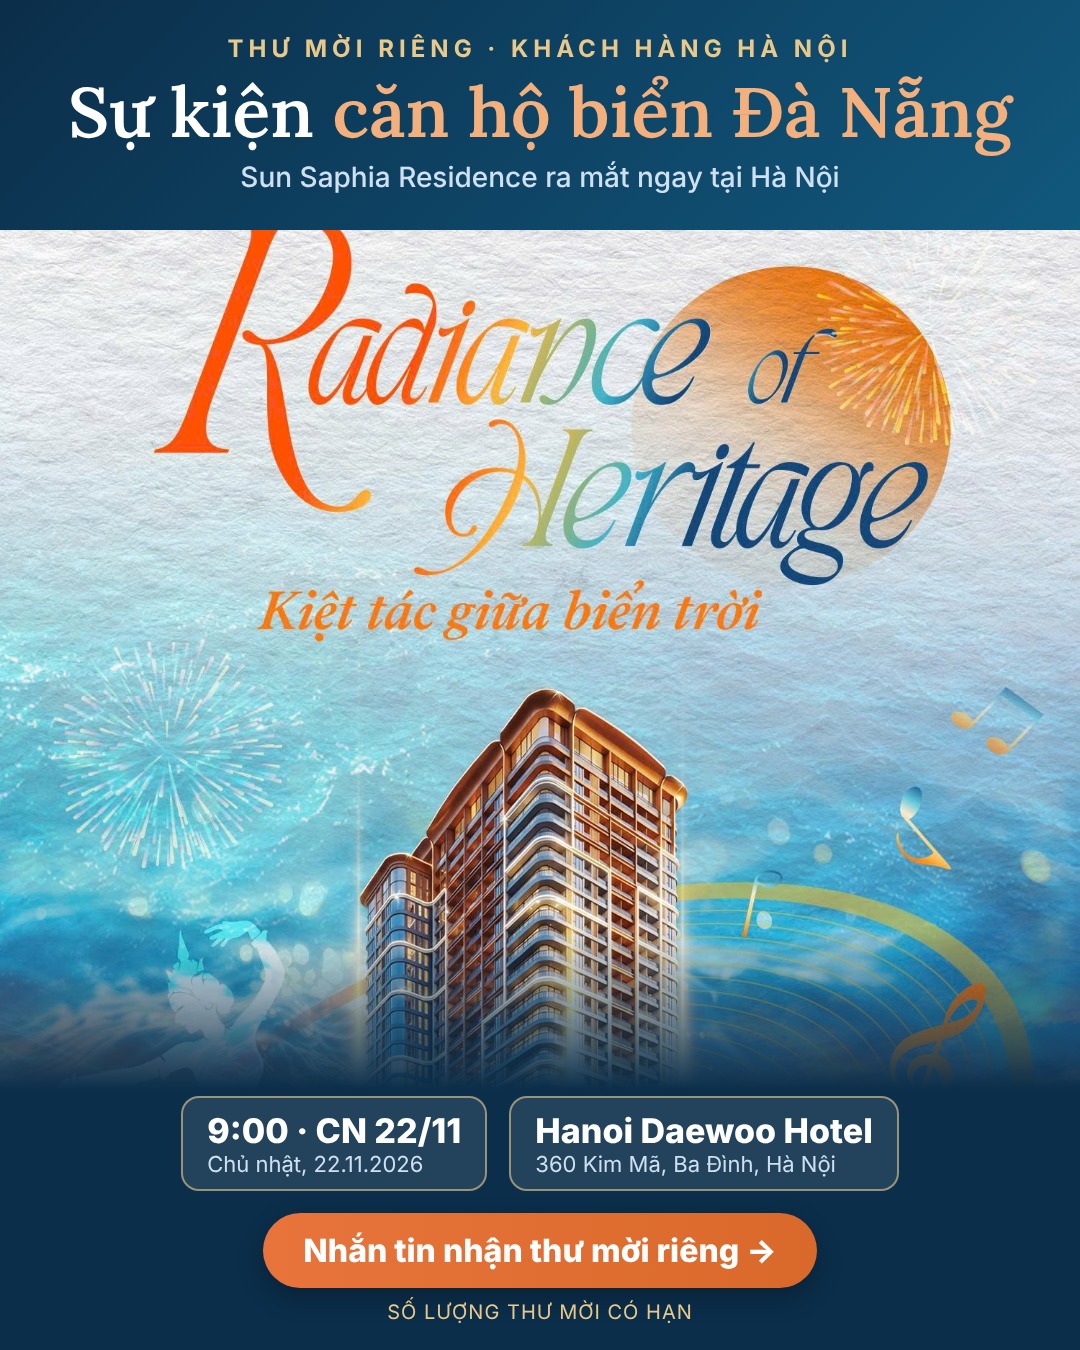 THƯ MỜI RIÊNG · KHÁCH HÀNG HÀ NỘI
Sự kiện căn hộ biển Đà Nẵng
Sun Saphia Residence ra mắt ngay tại Hà Nội
Radiance of
Heritage
Kiệt tác giữa biển trời
9:00 · CN 22/11
Chủ nhật, 22.11.2026
Hanoi Daewoo Hotel
360 Kim Mã, Ba Đình, Hà Nội
Nhắn tin nhận thư mời riêng →
SỐ LƯỢNG THƯ MỜI CÓ HẠN